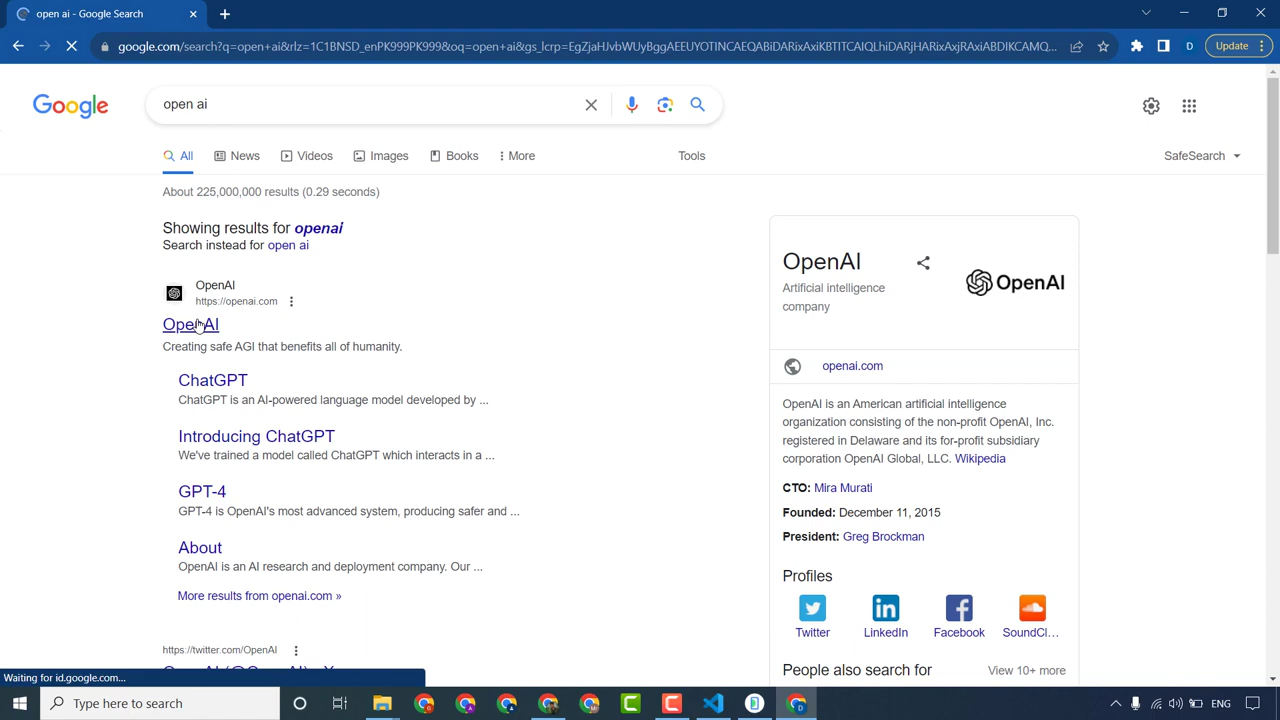 open ai - Google Search
google.com/search?q=open+ai&rlz=1C1BNSD_enPK999PK999&oq=open+ai&gs_lcrp=EgZjaHJvbWUyBggAEEUYOTINCAEQABiDARixAxiKBTITCAIQLhiDARjHARixAxjRAxiABDIKCAMQ...
Update
Google
open ai
All
News
Videos
Images
Books
More
Tools
SafeSearch
About 225,000,000 results (0.29 seconds)
Showing results for openai
Search instead for open ai
OpenAI
https://openai.com
OpenAI
Creating safe AGI that benefits all of humanity.
ChatGPT
ChatGPT is an AI-powered language model developed by ...
Introducing ChatGPT
We've trained a model called ChatGPT which interacts in a ...
GPT-4
GPT-4 is OpenAI's most advanced system, producing safer and ...
About
OpenAI is an AI research and deployment company. Our ...
More results from openai.com »
https://twitter.com/OpenAI
OpenAI (@OpenAI) · X
OpenAI
Artificial intelligence
company
OpenAI
openai.com
OpenAI is an American artificial intelligence
organization consisting of the non-profit OpenAI, Inc.
registered in Delaware and its for-profit subsidiary
corporation OpenAI Global, LLC. Wikipedia
CTO: Mira Murati
Founded: December 11, 2015
President: Greg Brockman
Profiles
Twitter
LinkedIn
Facebook
SoundCl...
People also search for
View 10+ more
Waiting for id.google.com...
Type here to search
ENG